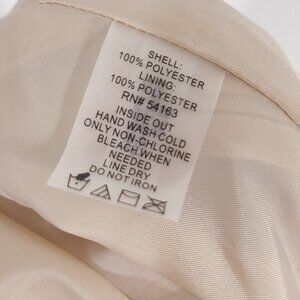 SHELL:
100% POLYESTER
LINING:
100% POLYESTER
RN# 54163
INSIDE OUT
HAND WASH COLD
ONLY NON-CHLORINE
BLEACH WHEN
NEEDED
LINE DRY
DO NOT IRON